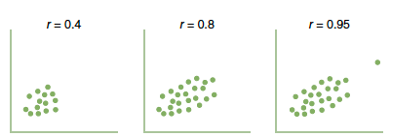 r = 0.4
r = 0.8
r = 0.95